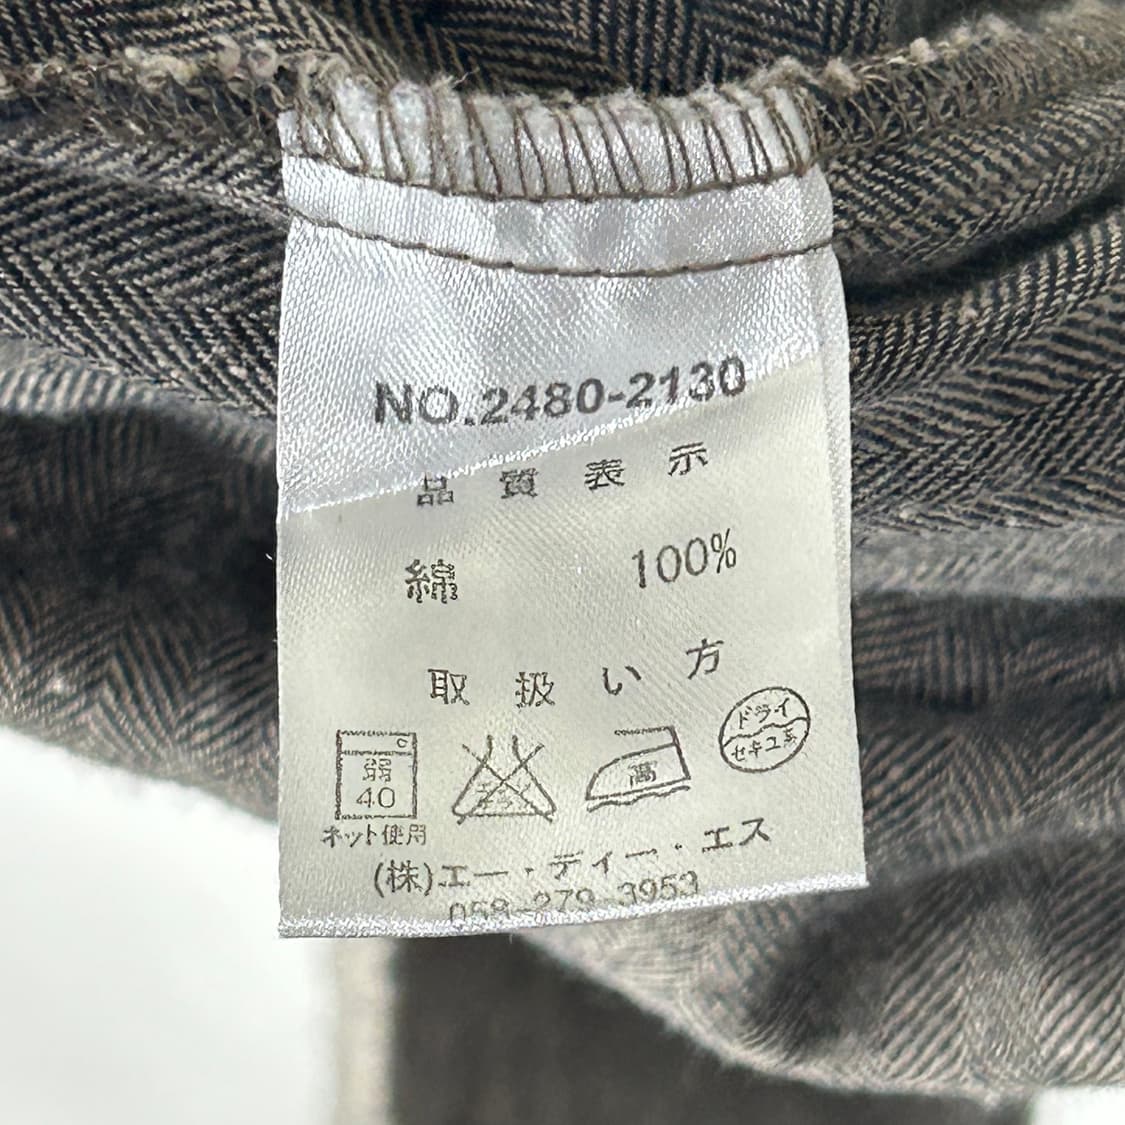 NO.2480-2130
品質表示
綿 100%
取扱い方
弱
40
ネット使用
高
ドライ
セキユ系
(株)エー・ディー・エス
058-279-3953